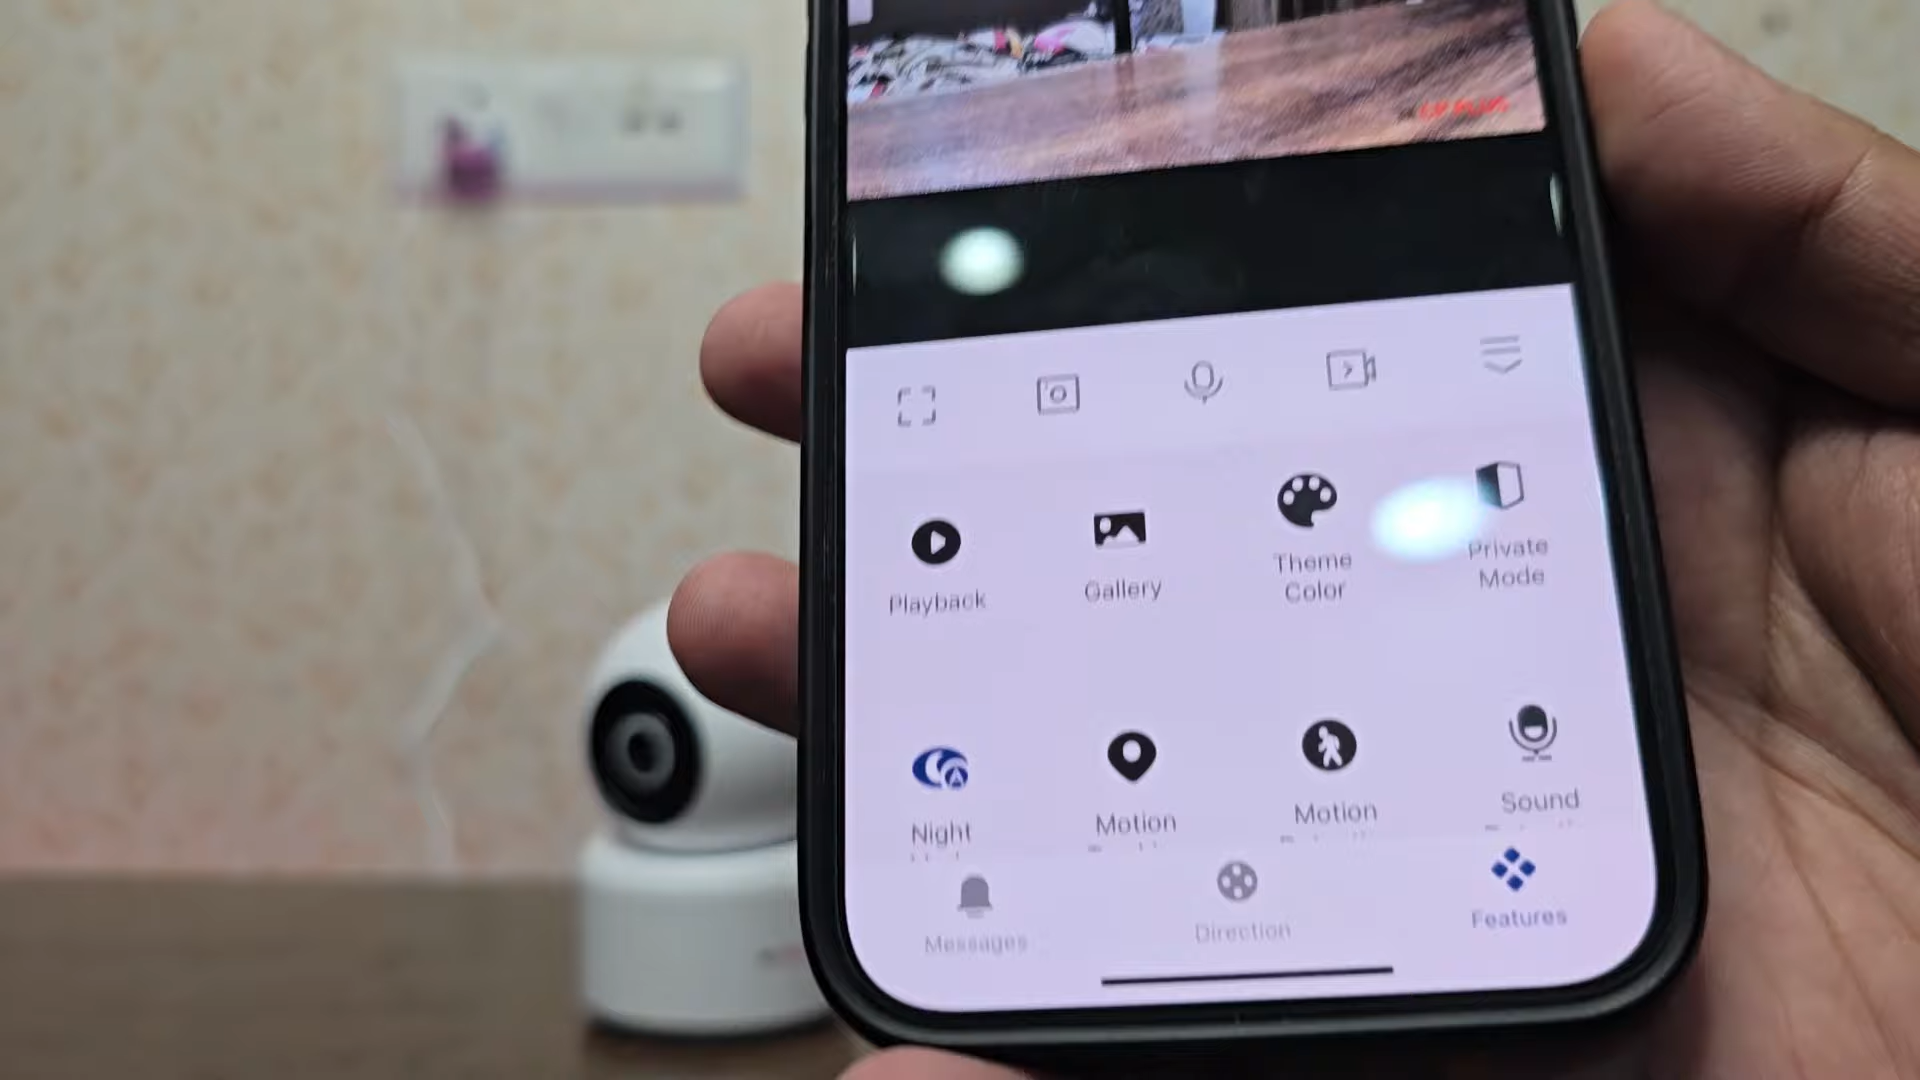 Playback
Gallery
Theme
Color
Private
Mode
Night
Motion
Motion
Sound
Messages
Direction
Features